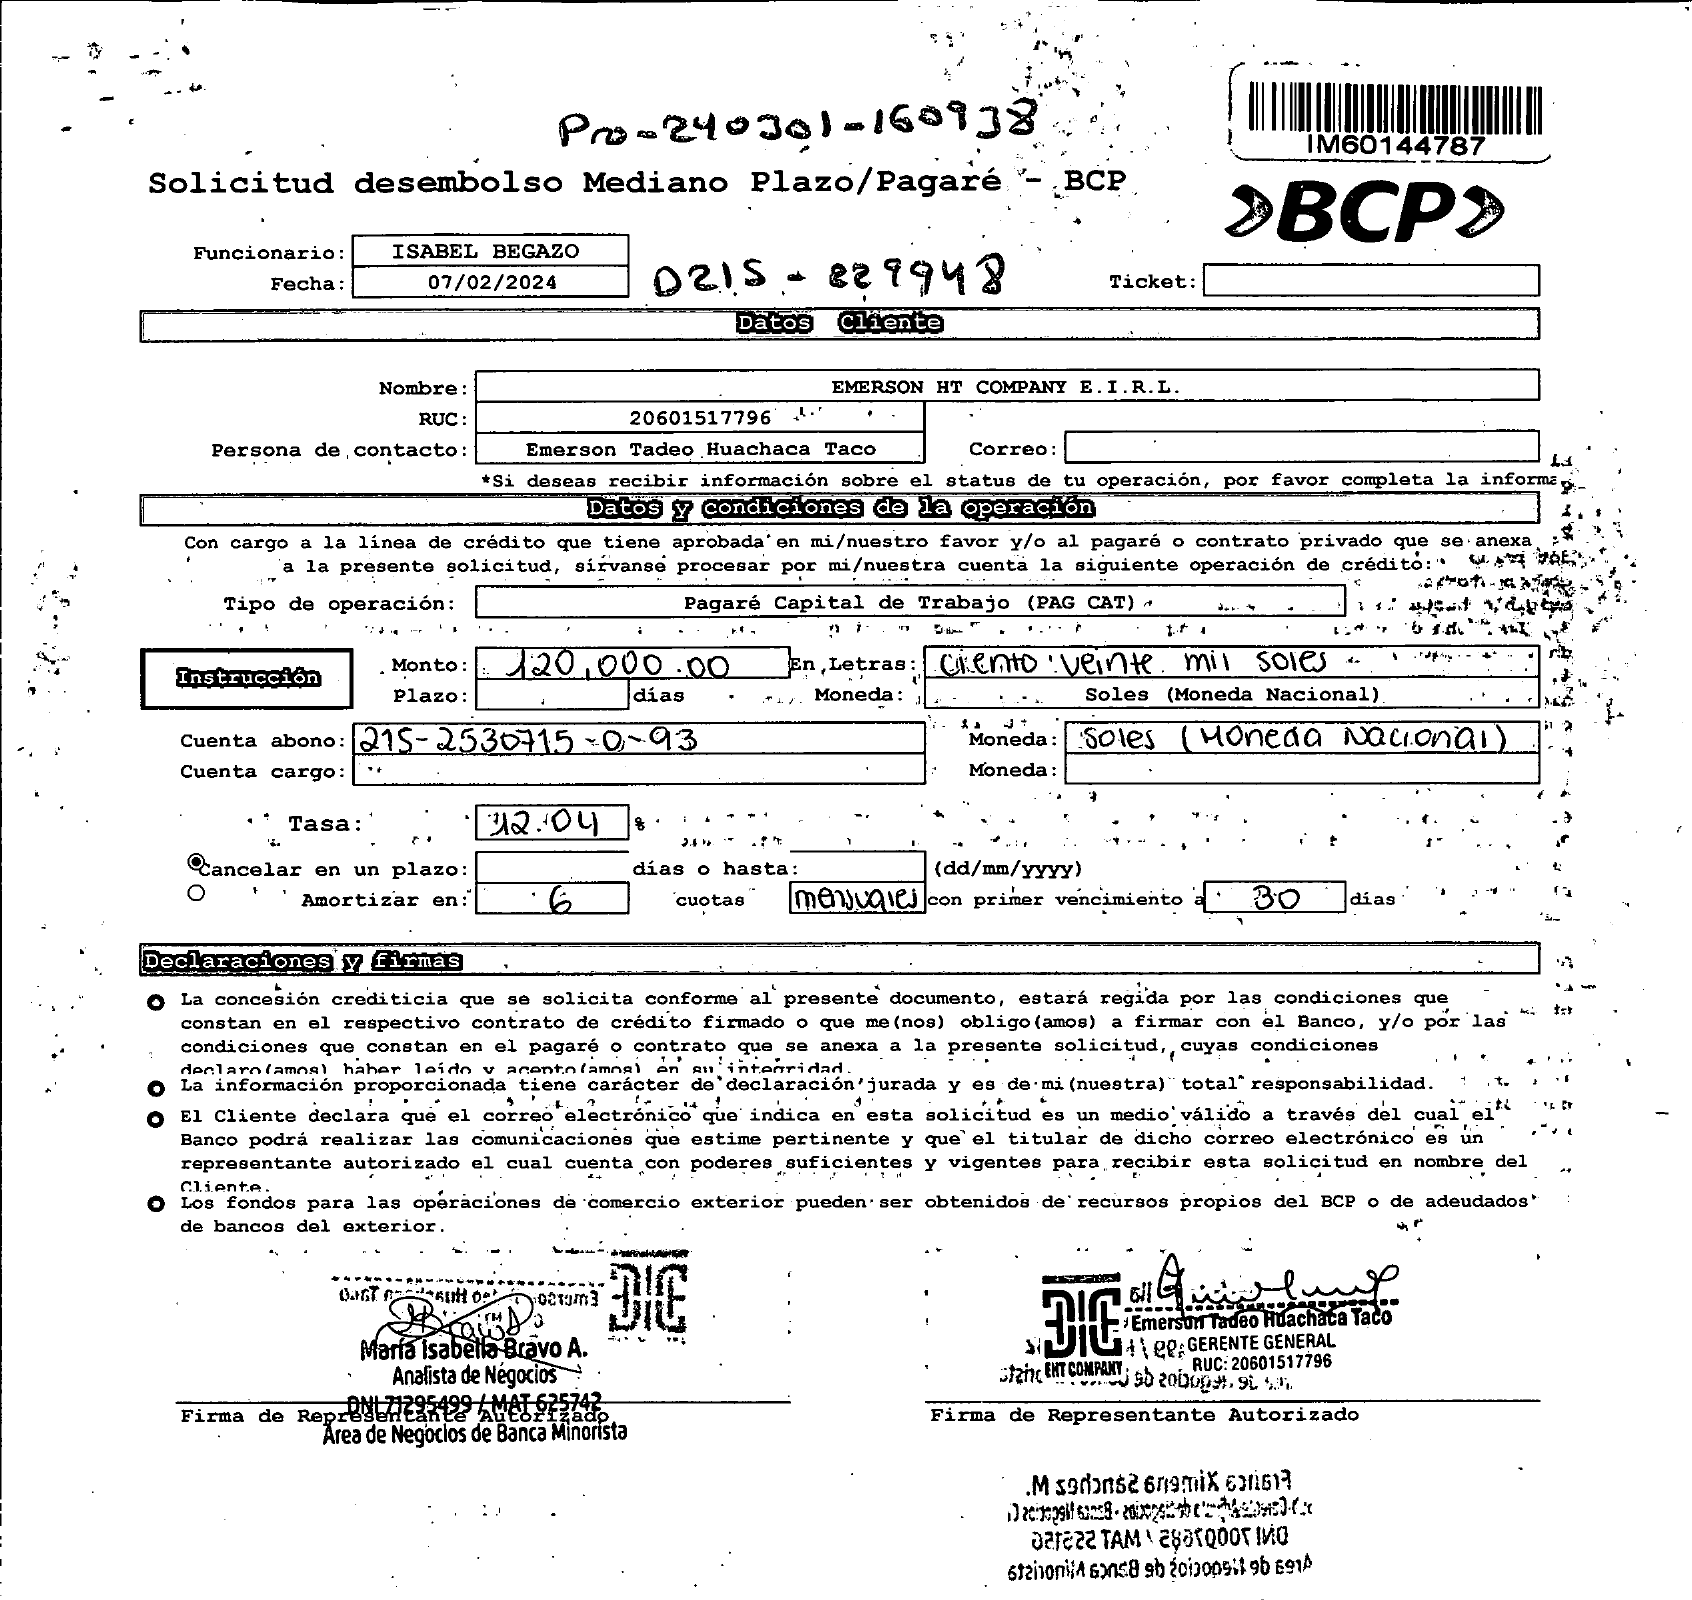 Pro-240301-160938
IM60144787
Solicitud desembolso Mediano Plazo/Pagaré - BCP
BCP
Funcionario: ISABEL BEGAZO
Fecha: 07/02/2024
D215-829948
Ticket:
Datos Cliente
Nombre: EMERSON HT COMPANY E.I.R.L.
RUC: 20601517796
Persona de contacto: Emerson Tadeo Huachaca Taco Correo:
*Si deseas recibir información sobre el status de tu operación, por favor completa la informa
Datos y condiciones de la operación
Con cargo a la línea de crédito que tiene aprobada en mi/nuestro favor y/o al pagaré o contrato privado que se anexa
a la presente solicitud, sírvanse procesar por mi/nuestra cuenta la siguiente operación de crédito:
Tipo de operación: Pagaré Capital de Trabajo (PAG CAT)
Instrucción
Monto: 120,000.00 En Letras: Ciento veinte mil soles
Plazo: días Moneda: Soles (Moneda Nacional)
Cuenta abono: 215-2530715-0-93 Moneda: Soles (Moneda Nacional)
Cuenta cargo: Moneda:
Tasa: 12.04 %
Cancelar en un plazo: días o hasta: (dd/mm/yyyy)
Amortizar en: 6 cuotas mensuales con primer vencimiento a 30 días
Declaraciones y firmas
La concesión crediticia que se solicita conforme al presente documento, estará regida por las condiciones que
constan en el respectivo contrato de crédito firmado o que me(nos) obligo(amos) a firmar con el Banco, y/o por las
condiciones que constan en el pagaré o contrato que se anexa a la presente solicitud, cuyas condiciones
declaro(amos) haber leído y acepto(amos) en su integridad.
La información proporcionada tiene carácter de declaración jurada y es de mi(nuestra) total responsabilidad.
El Cliente declara que el correo electrónico que indica en esta solicitud es un medio válido a través del cual el
Banco podrá realizar las comunicaciones que estime pertinente y que el titular de dicho correo electrónico es un
representante autorizado el cual cuenta con poderes suficientes y vigentes para recibir esta solicitud en nombre del
Cliente.
Los fondos para las operaciones de comercio exterior pueden ser obtenidos de recursos propios del BCP o de adeudados
de bancos del exterior.
María Isabella Bravo A.
Analista de Negocios
DNI 71295499 / MAT 625742
Área de Negocios de Banca Minorista
Firma de Representante Autorizado
Emerson Tadeo Huachaca Taco
GERENTE GENERAL
RUC: 20601517796
EHT COMPANY
Firma de Representante Autorizado
Franca Ximena Sánchez M.
Área de Negocios de Banca Minorista